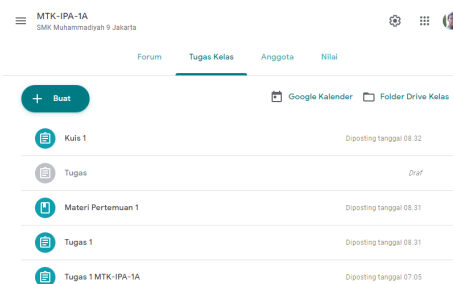 MTK-IPA-1A
SMK Muhammadiyah 9 Jakarta
Forum Tugas Kelas Anggota Nilai
+ Buat Google Kalender Folder Drive Kelas
Kuis 1 Diposting tanggal 08.32
Tugas Draf
Materi Pertemuan 1 Diposting tanggal 08.31
Tugas 1 Diposting tanggal 08.31
Tugas 1 MTK-IPA-1A Diposting tanggal 07.05